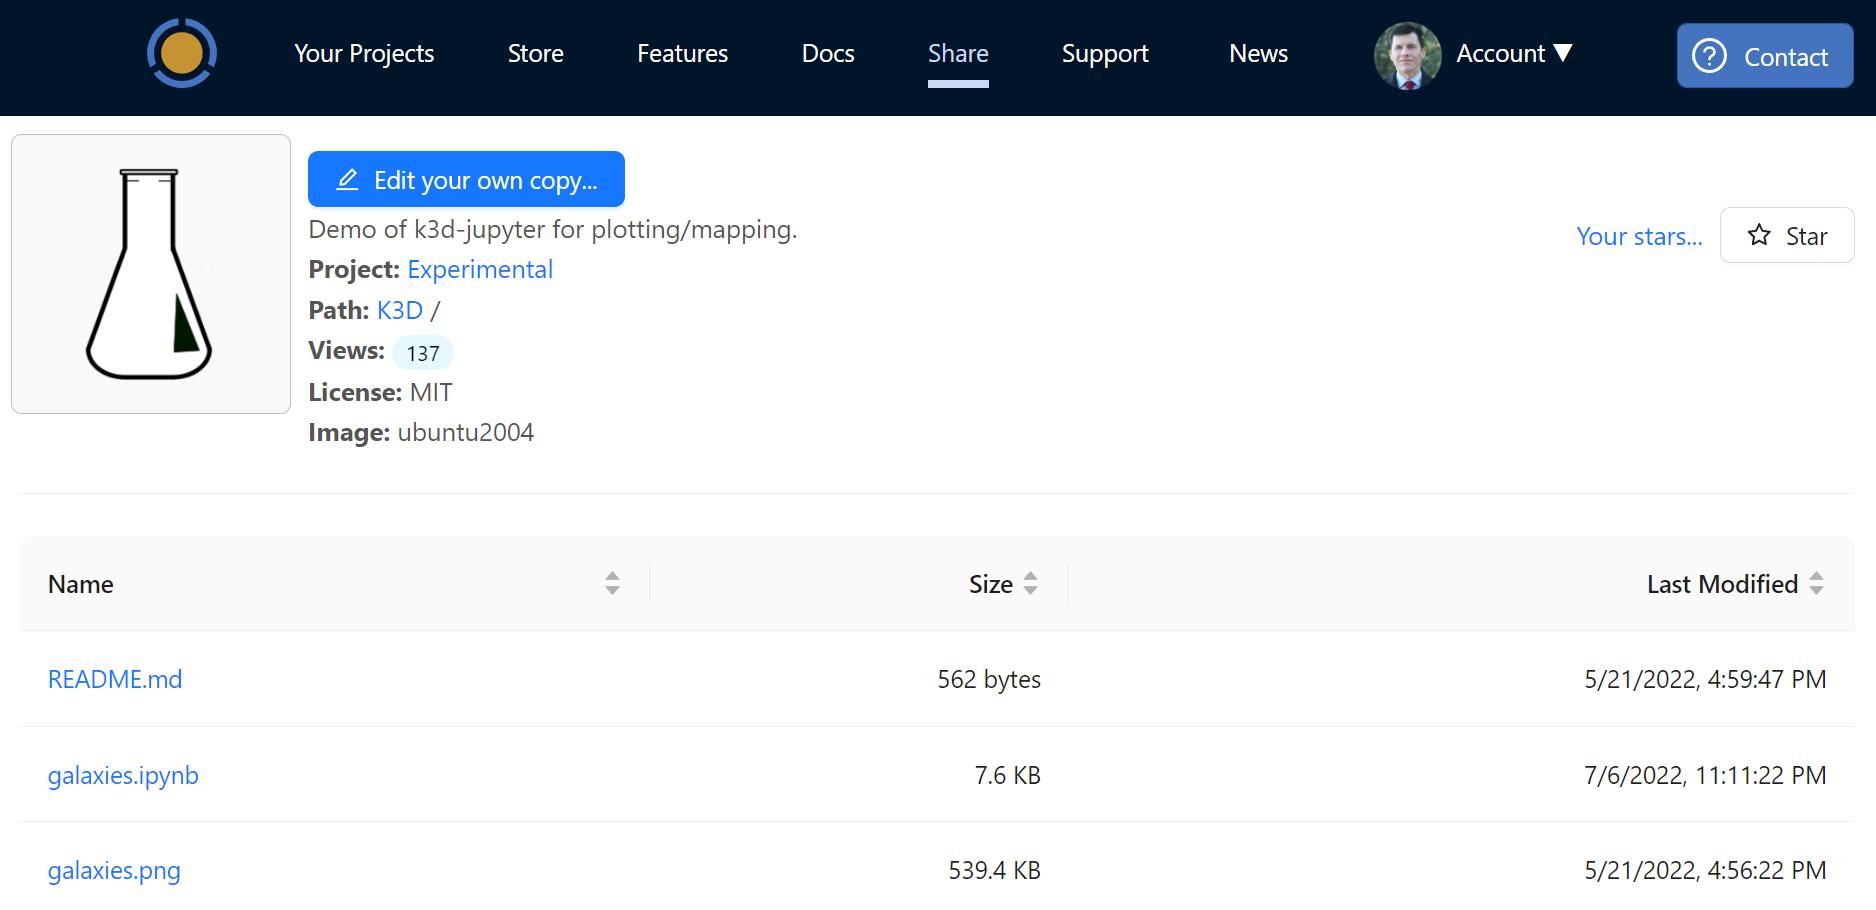 Your Projects Store Features Docs Share Support News Account ▼ ? Contact
Edit your own copy...
Demo of k3d-jupyter for plotting/mapping.
Your stars... Star
Project: Experimental
Path: K3D /
Views: 137
License: MIT
Image: ubuntu2004
Name Size Last Modified
README.md 562 bytes 5/21/2022, 4:59:47 PM
galaxies.ipynb 7.6 KB 7/6/2022, 11:11:22 PM
galaxies.png 539.4 KB 5/21/2022, 4:56:22 PM